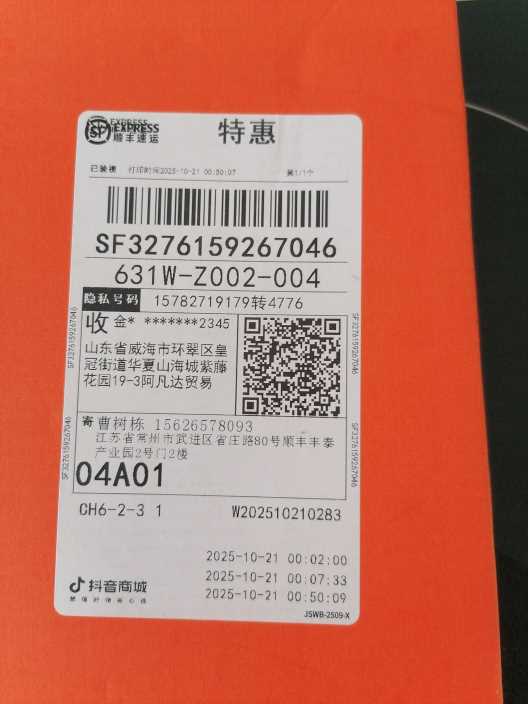 SF EXPRESS
EXPRESS
顺丰速运
特惠
已验视 打印时间2025-10-21 00:50:07 第1/1个
SF3276159267046
631W-Z002-004
隐私号码 15782719179转4776
收 金* *******2345
山东省威海市环翠区皇
冠街道华夏山海城紫藤
花园19-3阿凡达贸易
寄 曹树栋 15626578093
江苏省常州市武进区省庄路80号顺丰丰泰
产业园2号门2楼
04A01
SF3276159267046
SF3276159267046
SF3276159267046
SF3276159267046
CH6-2-3 1 W202510210283
2025-10-21 00:02:00
2025-10-21 00:07:33
2025-10-21 00:50:09
抖音商城
JSWB-2509-X